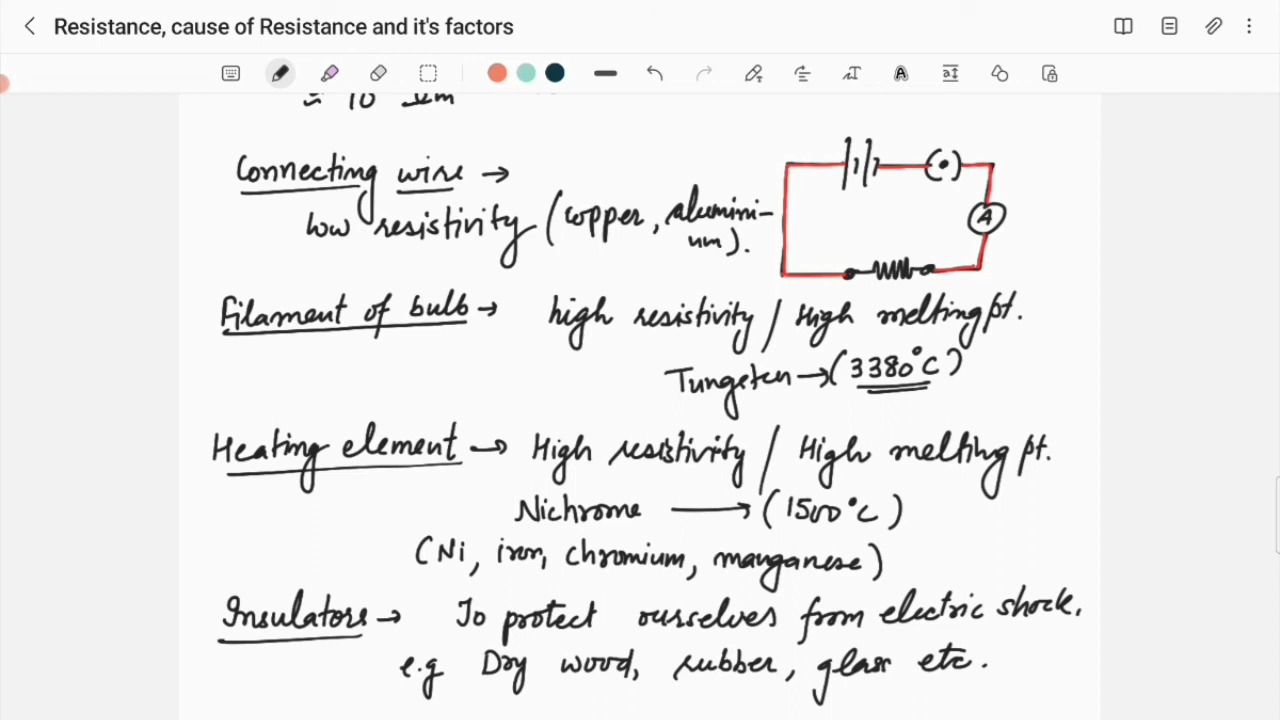 Resistance, cause of Resistance and it's factors
Connecting wire →
low resistivity (copper, alumini-
um).
A
Filament of bulb → high resistivity / High melting pt.
Tungsten → (3380°C)
Heating element → High resistivity / High melting pt.
Nichrome → (1500°C)
(Ni, iron, chromium, manganese)
Insulators → To protect ourselves from electric shock.
e.g Dry wood, rubber, glass etc.